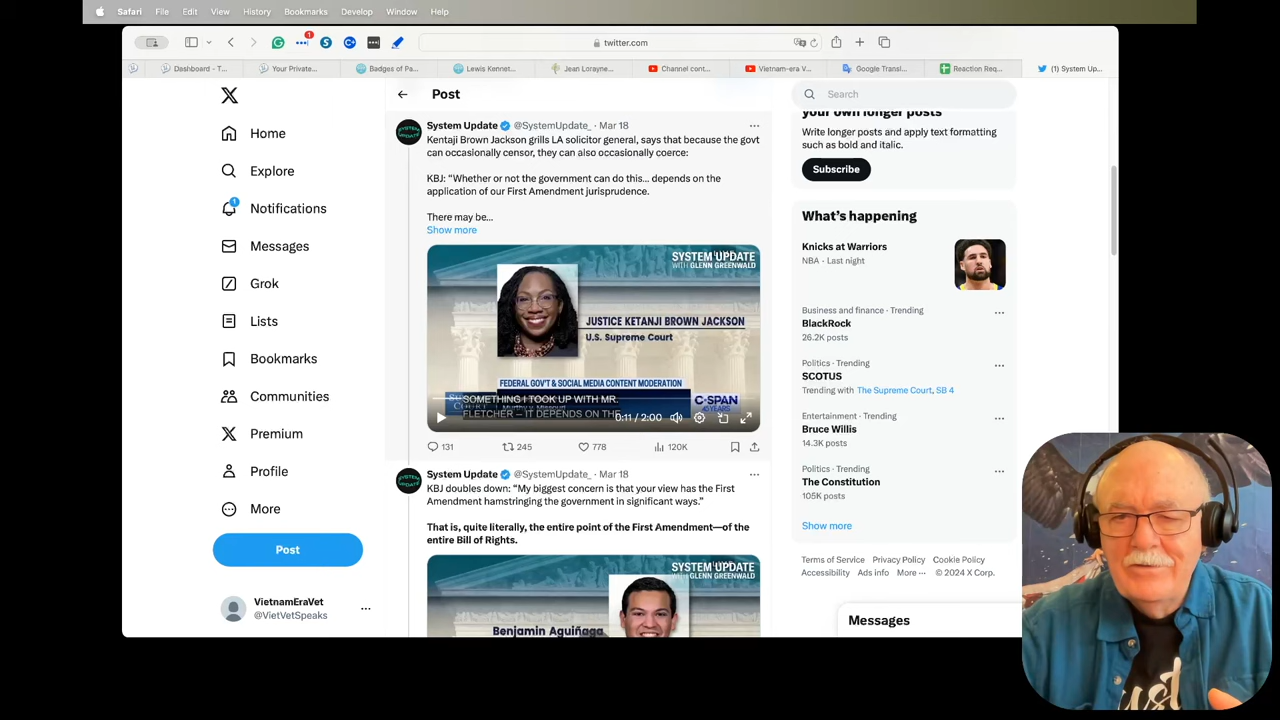 Safari File Edit View History Bookmarks Develop Window Help
1
twitter.com
Dashboard - T...
Your Private...
Badges of Pa...
Lewis Kennet...
Jean Lorayne...
Channel cont...
Vietnam-era V...
Google Transl...
Reaction Req...
(1) System Up...
Home
Explore
1
Notifications
Messages
Grok
Lists
Bookmarks
Communities
Premium
Profile
More
Post
VietnamEraVet
@VietVetSpeaks
Post
System Update @SystemUpdate_ · Mar 18
Kentaji Brown Jackson grills LA solicitor general, says that because the govt
can occasionally censor, they can also occasionally coerce:
KBJ: “Whether or not the government can do this... depends on the
application of our First Amendment jurisprudence.
There may be...
Show more
SYSTEM UPDATE
WITH GLENN GREENWALD
JUSTICE KETANJI BROWN JACKSON
U.S. Supreme Court
FEDERAL GOV'T & SOCIAL MEDIA CONTENT MODERATION
SOMETHING I TOOK UP WITH MR.
FLETCHER -- IT DEPENDS ON THE
C-SPAN
0:11 / 2:00
131 245 778 120K
System Update @SystemUpdate_ · Mar 18
KBJ doubles down: “My biggest concern is that your view has the First
Amendment hamstringing the government in significant ways.”
That is, quite literally, the entire point of the First Amendment—of the
entire Bill of Rights.
SYSTEM UPDATE
WITH GLENN GREENWALD
Benjamin Aguiñaga
Search
your own longer posts
Write longer posts and apply text formatting
such as bold and italic.
Subscribe
What’s happening
Knicks at Warriors
NBA · Last night
Business and finance · Trending
BlackRock
26.2K posts
Politics · Trending
SCOTUS
Trending with The Supreme Court, SB 4
Entertainment · Trending
Bruce Willis
14.3K posts
Politics · Trending
The Constitution
105K posts
Show more
Terms of Service Privacy Policy Cookie Policy
Accessibility Ads info More ... © 2024 X Corp.
Messages